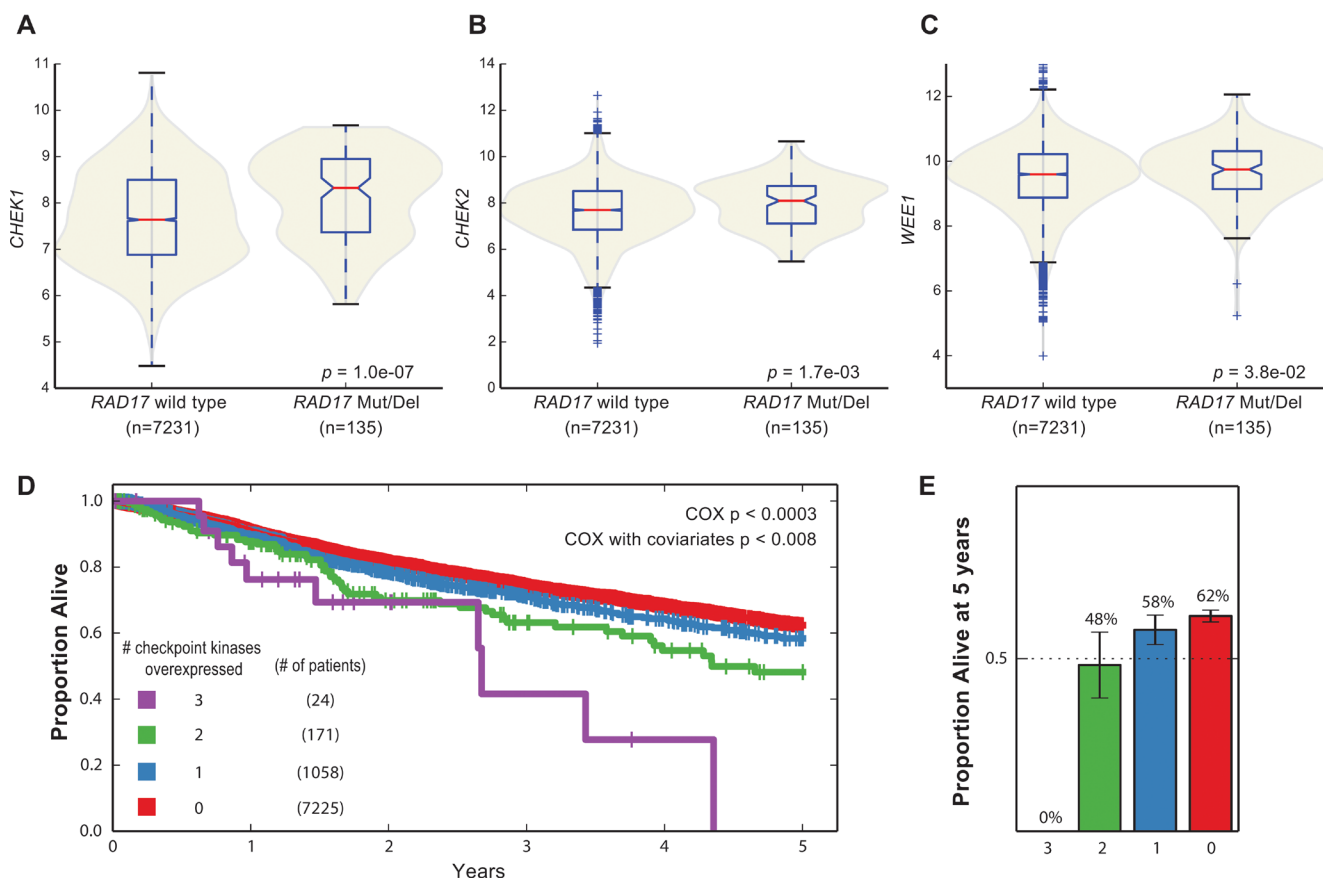 A
11
10
9
8
7
6
5
4
CHEK1
p = 1.0e-07
RAD17 wild type
(n=7231)
RAD17 Mut/Del
(n=135)
B
14
12
10
8
6
4
2
0
CHEK2
p = 1.7e-03
RAD17 wild type
(n=7231)
RAD17 Mut/Del
(n=135)
C
12
10
8
6
4
WEE1
p = 3.8e-02
RAD17 wild type
(n=7231)
RAD17 Mut/Del
(n=135)
D
1.0
0.8
0.6
0.4
0.2
0.0
Proportion Alive
COX p < 0.0003
COX with coviariates p < 0.008
# checkpoint kinases
overexpressed
(# of patients)
3 (24)
2 (171)
1 (1058)
0 (7225)
0 1 2 3 4 5
Years
E
Proportion Alive at 5 years
0.5
0%
48%
58%
62%
3 2 1 0